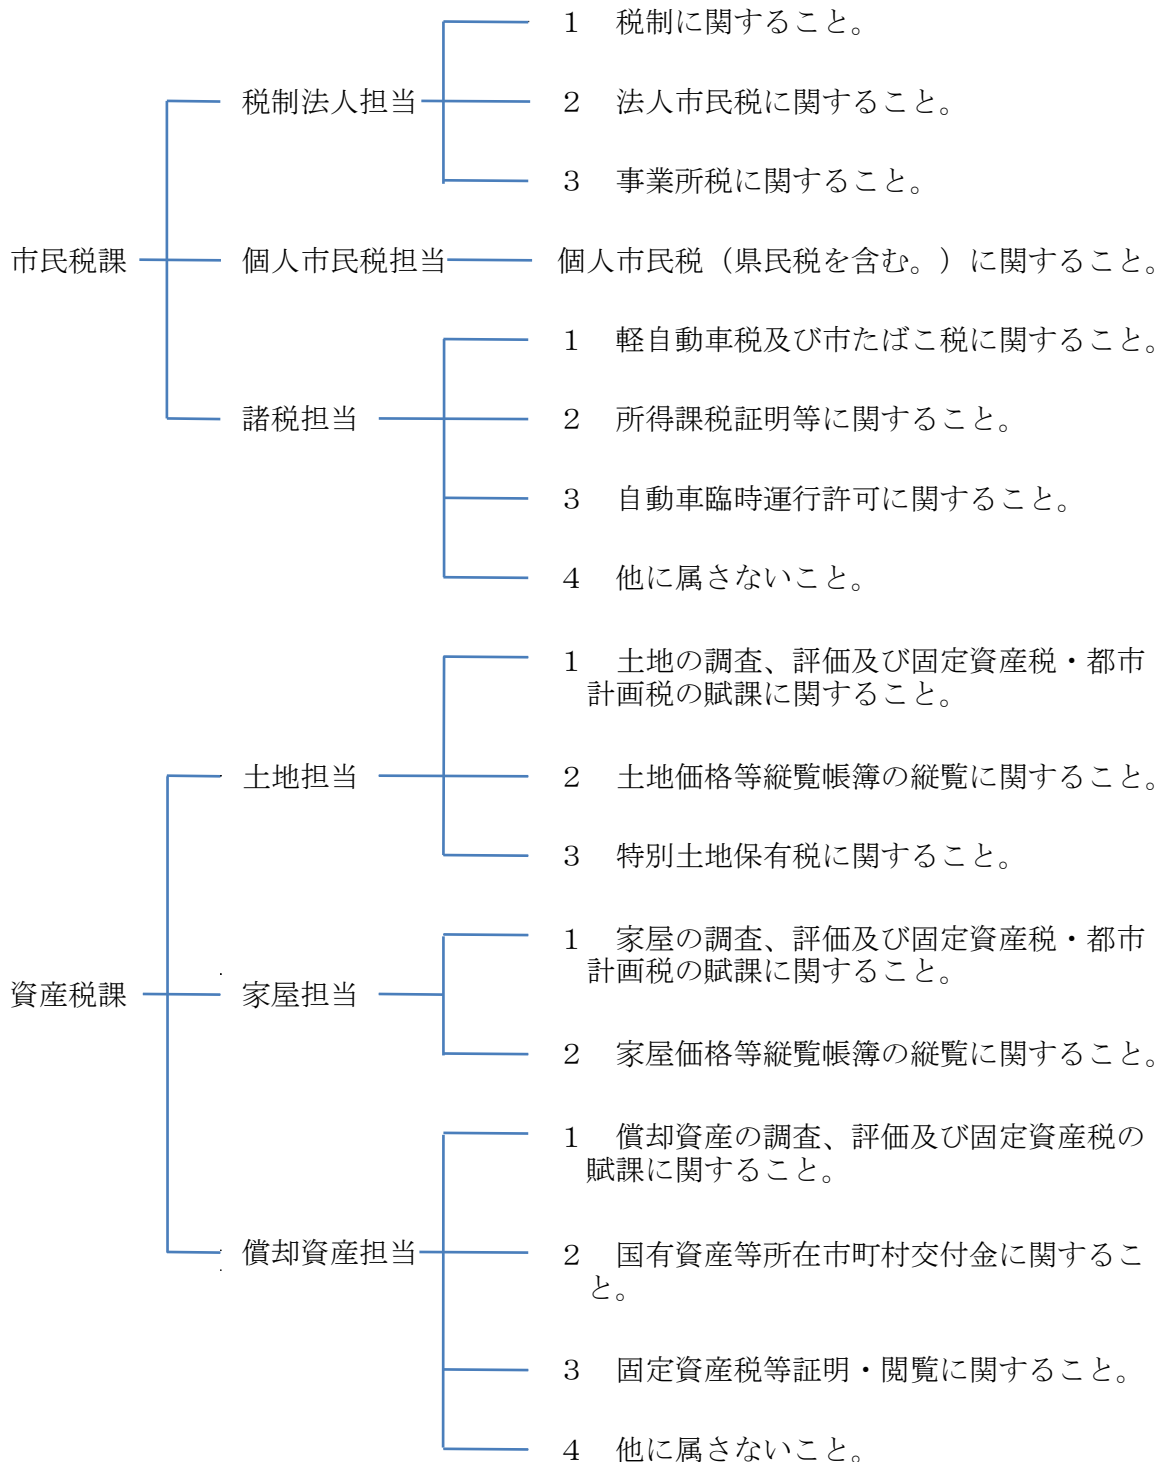 １　税制に関すること。
税制法人担当
２　法人市民税に関すること。
３　事業所税に関すること。
市民税課
個人市民税担当
個人市民税（県民税を含む。）に関すること。
１　軽自動車税及び市たばこ税に関すること。
諸税担当
２　所得課税証明等に関すること。
３　自動車臨時運行許可に関すること。
４　他に属さないこと。
１　土地の調査、評価及び固定資産税・都市
計画税の賦課に関すること。
土地担当
２　土地価格等縦覧帳簿の縦覧に関すること。
３　特別土地保有税に関すること。
１　家屋の調査、評価及び固定資産税・都市
計画税の賦課に関すること。
資産税課
家屋担当
２　家屋価格等縦覧帳簿の縦覧に関すること。
１　償却資産の調査、評価及び固定資産税の
賦課に関すること。
償却資産担当
２　国有資産等所在市町村交付金に関するこ
と。
３　固定資産税等証明・閲覧に関すること。
４　他に属さないこと。